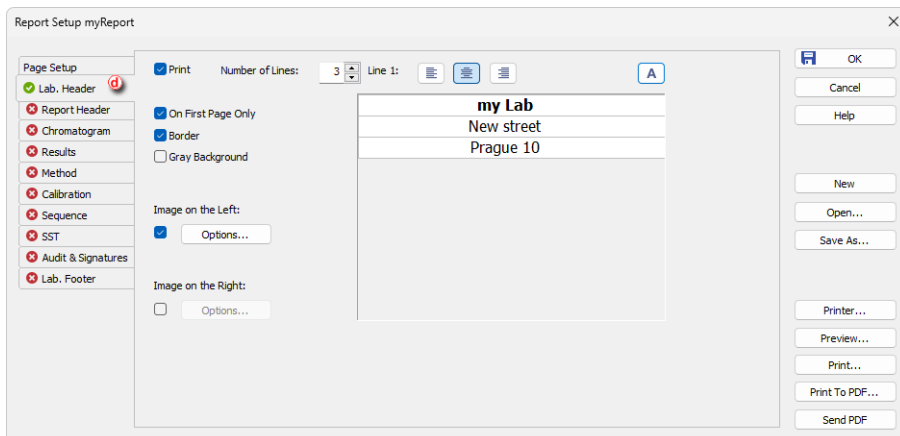 Report Setup myReport
Page Setup
Lab. Header
d
Report Header
Chromatogram
Results
Method
Calibration
Sequence
SST
Audit & Signatures
Lab. Footer
Print
Number of Lines:
3
Line 1:
A
On First Page Only
Border
Gray Background
my Lab
New street
Prague 10
Image on the Left:
Options...
Image on the Right:
Options...
OK
Cancel
Help
New
Open...
Save As...
Printer...
Preview...
Print...
Print To PDF...
Send PDF